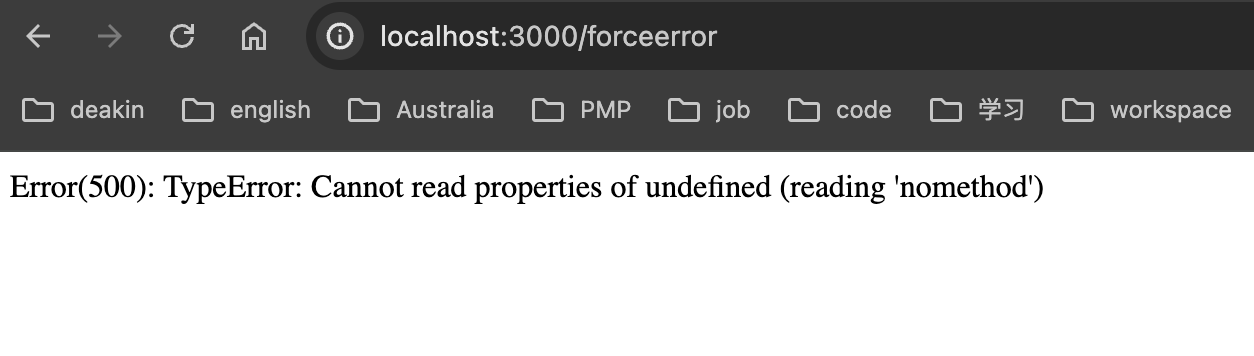 localhost:3000/forceerror
deakin english Australia PMP job code 学习 workspace
Error(500): TypeError: Cannot read properties of undefined (reading 'nomethod')